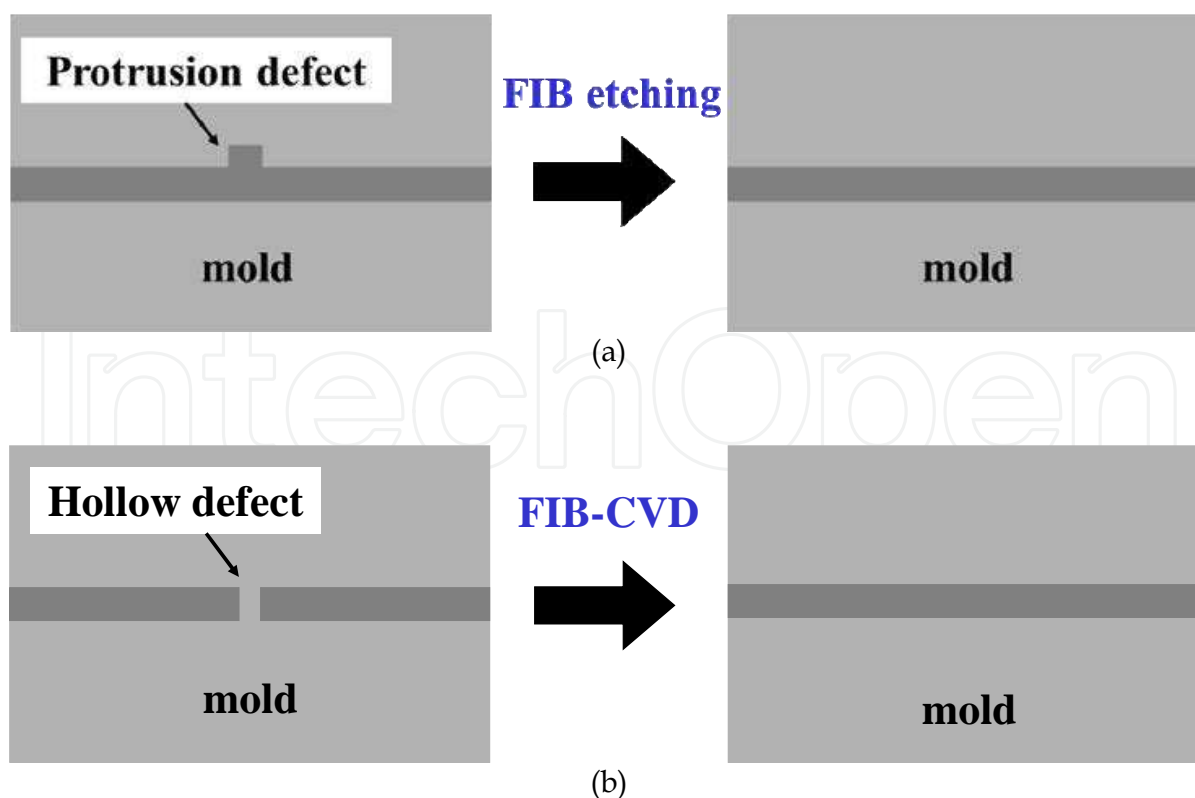 Protrusion defect
FIB etching
mold
mold
(a)
IntechOpen
Hollow defect
FIB-CVD
mold
mold
(b)